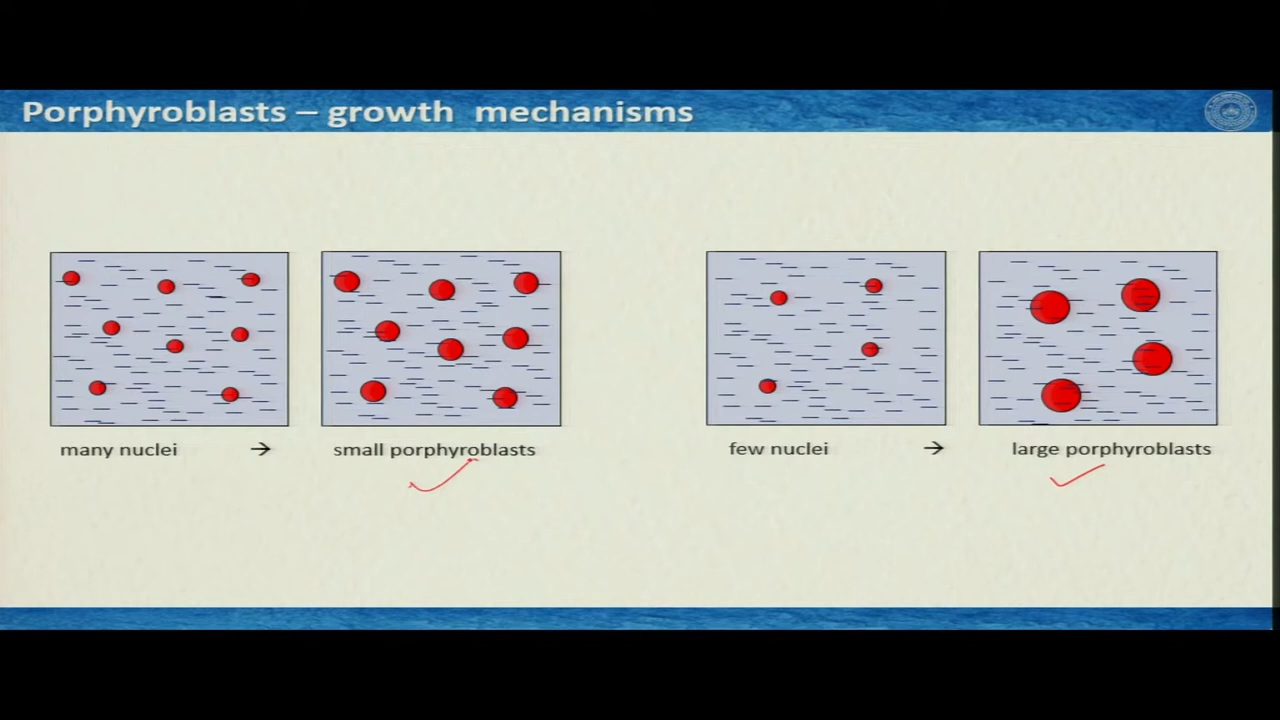 Porphyroblasts – growth mechanisms
many nuclei → small porphyroblasts
few nuclei → large porphyroblasts